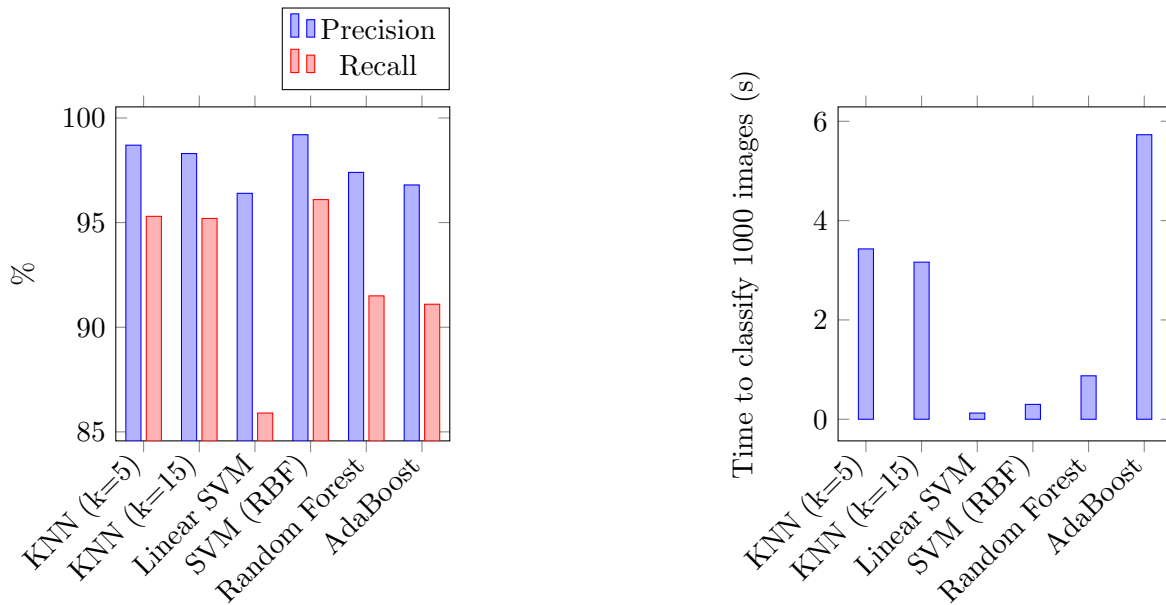 Precision
Recall
100
95
90
85
%
KNN (k=5)
KNN (k=15)
Linear SVM
SVM (RBF)
Random Forest
AdaBoost
Time to classify 1000 images (s)
6
4
2
0
KNN (k=5)
KNN (k=15)
Linear SVM
SVM (RBF)
Random Forest
AdaBoost